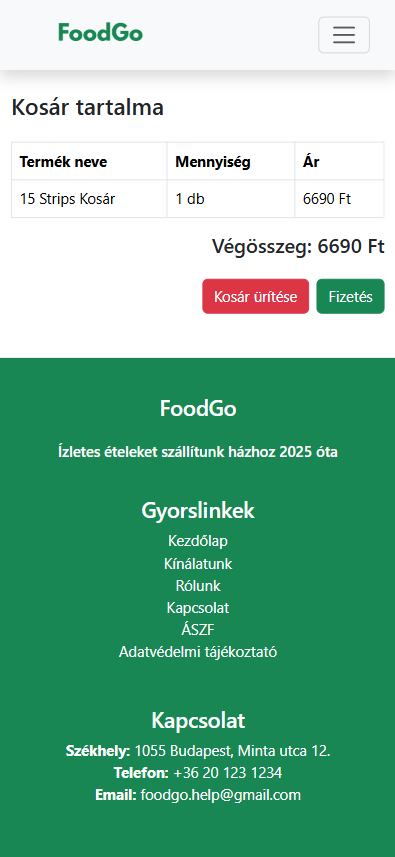 FoodGo
Kosár tartalma
Termék neve Mennyiség Ár
15 Strips Kosár 1 db 6690 Ft
Végösszeg: 6690 Ft
Kosár ürítése Fizetés
FoodGo
Ízletes ételeket szállítunk házhoz 2025 óta
Gyorslinkek
Kezdőlap
Kínálatunk
Rólunk
Kapcsolat
ÁSZF
Adatvédelmi tájékoztató
Kapcsolat
Székhely: 1055 Budapest, Minta utca 12.
Telefon: +36 20 123 1234
Email: foodgo.help@gmail.com